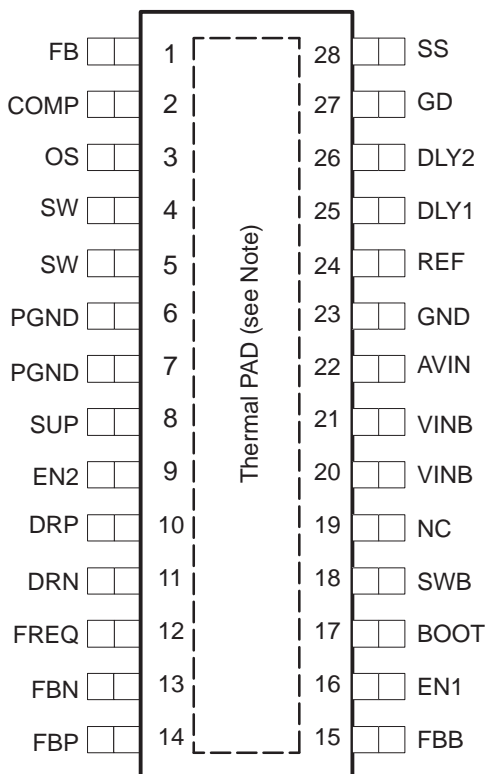 FB 1 28 SS
COMP 2 27 GD
OS 3 26 DLY2
SW 4 25 DLY1
SW 5 24 REF
PGND 6 23 GND
PGND 7 22 AVIN
SUP 8 21 VINB
EN2 9 20 VINB
DRP 10 19 NC
DRN 11 18 SWB
FREQ 12 17 BOOT
FBN 13 16 EN1
FBP 14 15 FBB
Thermal PAD (see Note)